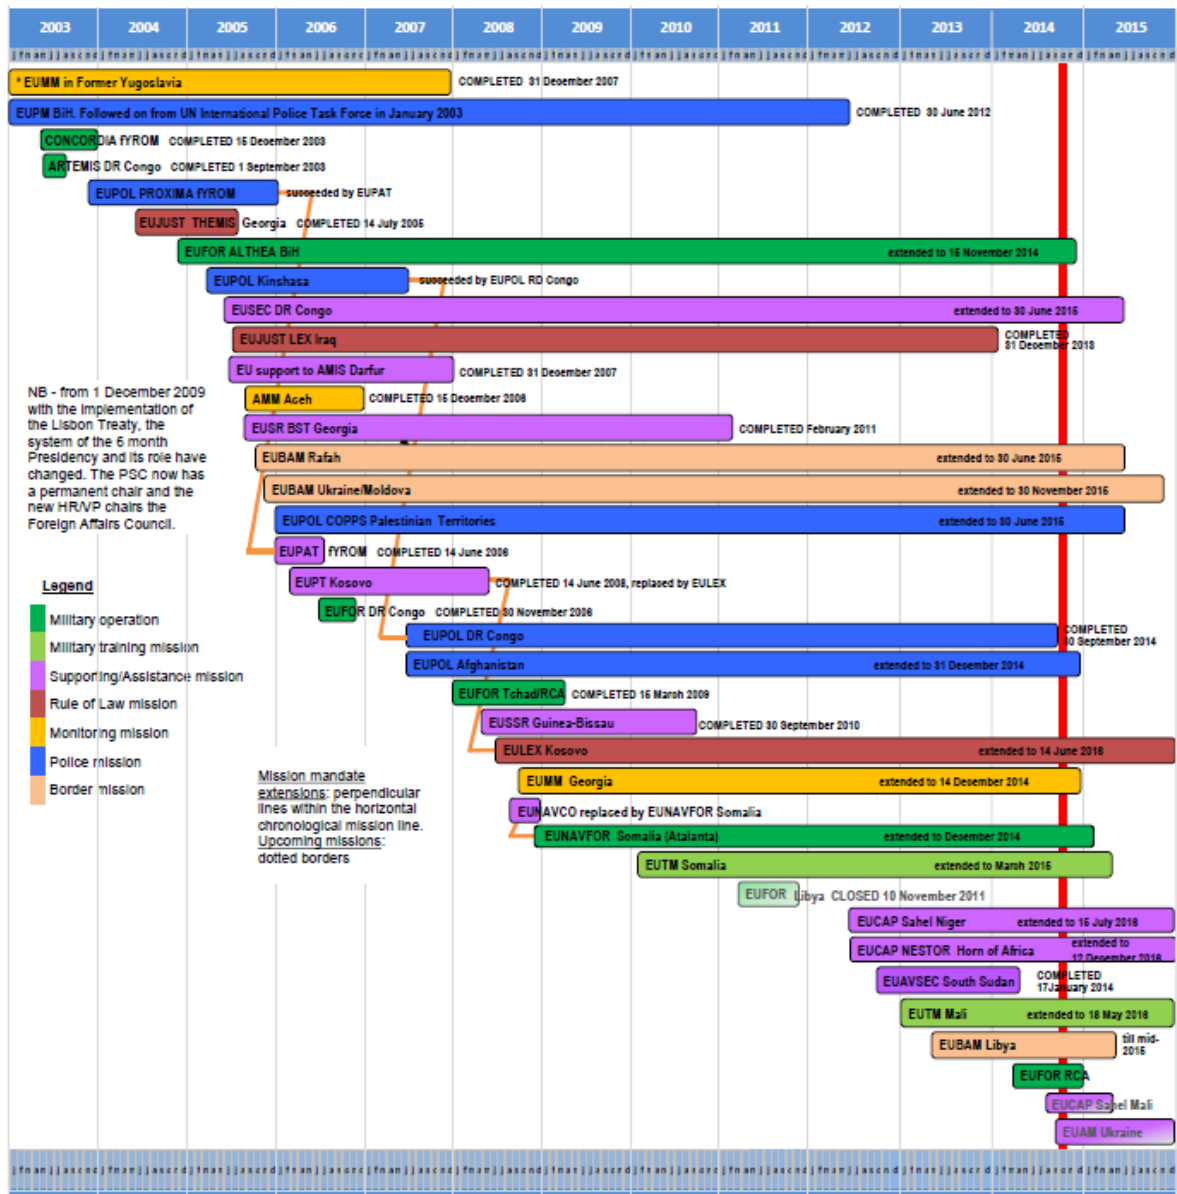 2003 2004 2005 2006 2007 2008 2009 2010 2011 2012 2013 2014 2015
* EUMM in Former Yugoslavia COMPLETED 31 December 2007
EUPM BiH. Followed on from UN International Police Task Force in January 2003 COMPLETED 30 June 2012
CONCORDIA fYROM COMPLETED 15 December 2003
ARTEMIS DR Congo COMPLETED 1 September 2003
EUPOL PROXIMA fYROM succeeded by EUPAT
EUJUST THEMIS Georgia COMPLETED 14 July 2005
EUFOR ALTHEA BiH extended to 15 November 2014
EUPOL Kinshasa succeeded by EUPOL RD Congo
EUSEC DR Congo extended to 30 June 2015
EUJUST LEX Iraq COMPLETED
31 December 2013
EU support to AMIS Darfur COMPLETED 31 December 2007
AMM Aceh COMPLETED 15 December 2006
EUSR BST Georgia COMPLETED February 2011
EUBAM Rafah extended to 30 June 2015
EUBAM Ukraine/Moldova extended to 30 November 2015
EUPOL COPPS Palestinian Territories extended to 30 June 2015
EUPAT fYROM COMPLETED 14 June 2006
EUPT Kosovo COMPLETED 14 June 2008, replaced by EULEX
EUFOR DR Congo COMPLETED 30 November 2006
EUPOL DR Congo COMPLETED
30 September 2014
EUPOL Afghanistan extended to 31 December 2014
EUFOR Tchad/RCA COMPLETED 15 March 2009
EUSSR Guinea-Bissau COMPLETED 30 September 2010
EULEX Kosovo extended to 14 June 2016
EUMM Georgia extended to 14 December 2014
EUNAVCO replaced by EUNAVFOR Somalia
EUNAVFOR Somalia (Atalanta) extended to December 2014
EUTM Somalia extended to March 2015
EUFOR Libya CLOSED 10 November 2011
EUCAP Sahel Niger extended to 15 July 2016
EUCAP NESTOR Horn of Africa extended to
12 December 2016
EUAVSEC South Sudan COMPLETED
17January 2014
EUTM Mali extended to 18 May 2016
EUBAM Libya till mid-
2015
EUFOR RCA
EUCAP Sahel Mali
EUAM Ukraine
NB - from 1 December 2009
with the implementation of
the Lisbon Treaty, the
system of the 6 month
Presidency and its role have
changed. The PSC now has
a permanent chair and the
new HR/VP chairs the
Foreign Affairs Council.
Legend
Military operation
Military training mission
Supporting/Assistance mission
Rule of Law mission
Monitoring mission
Police mission
Border mission
Mission mandate
extensions: perpendicular
lines within the horizontal
chronological mission line.
Upcoming missions:
dotted borders